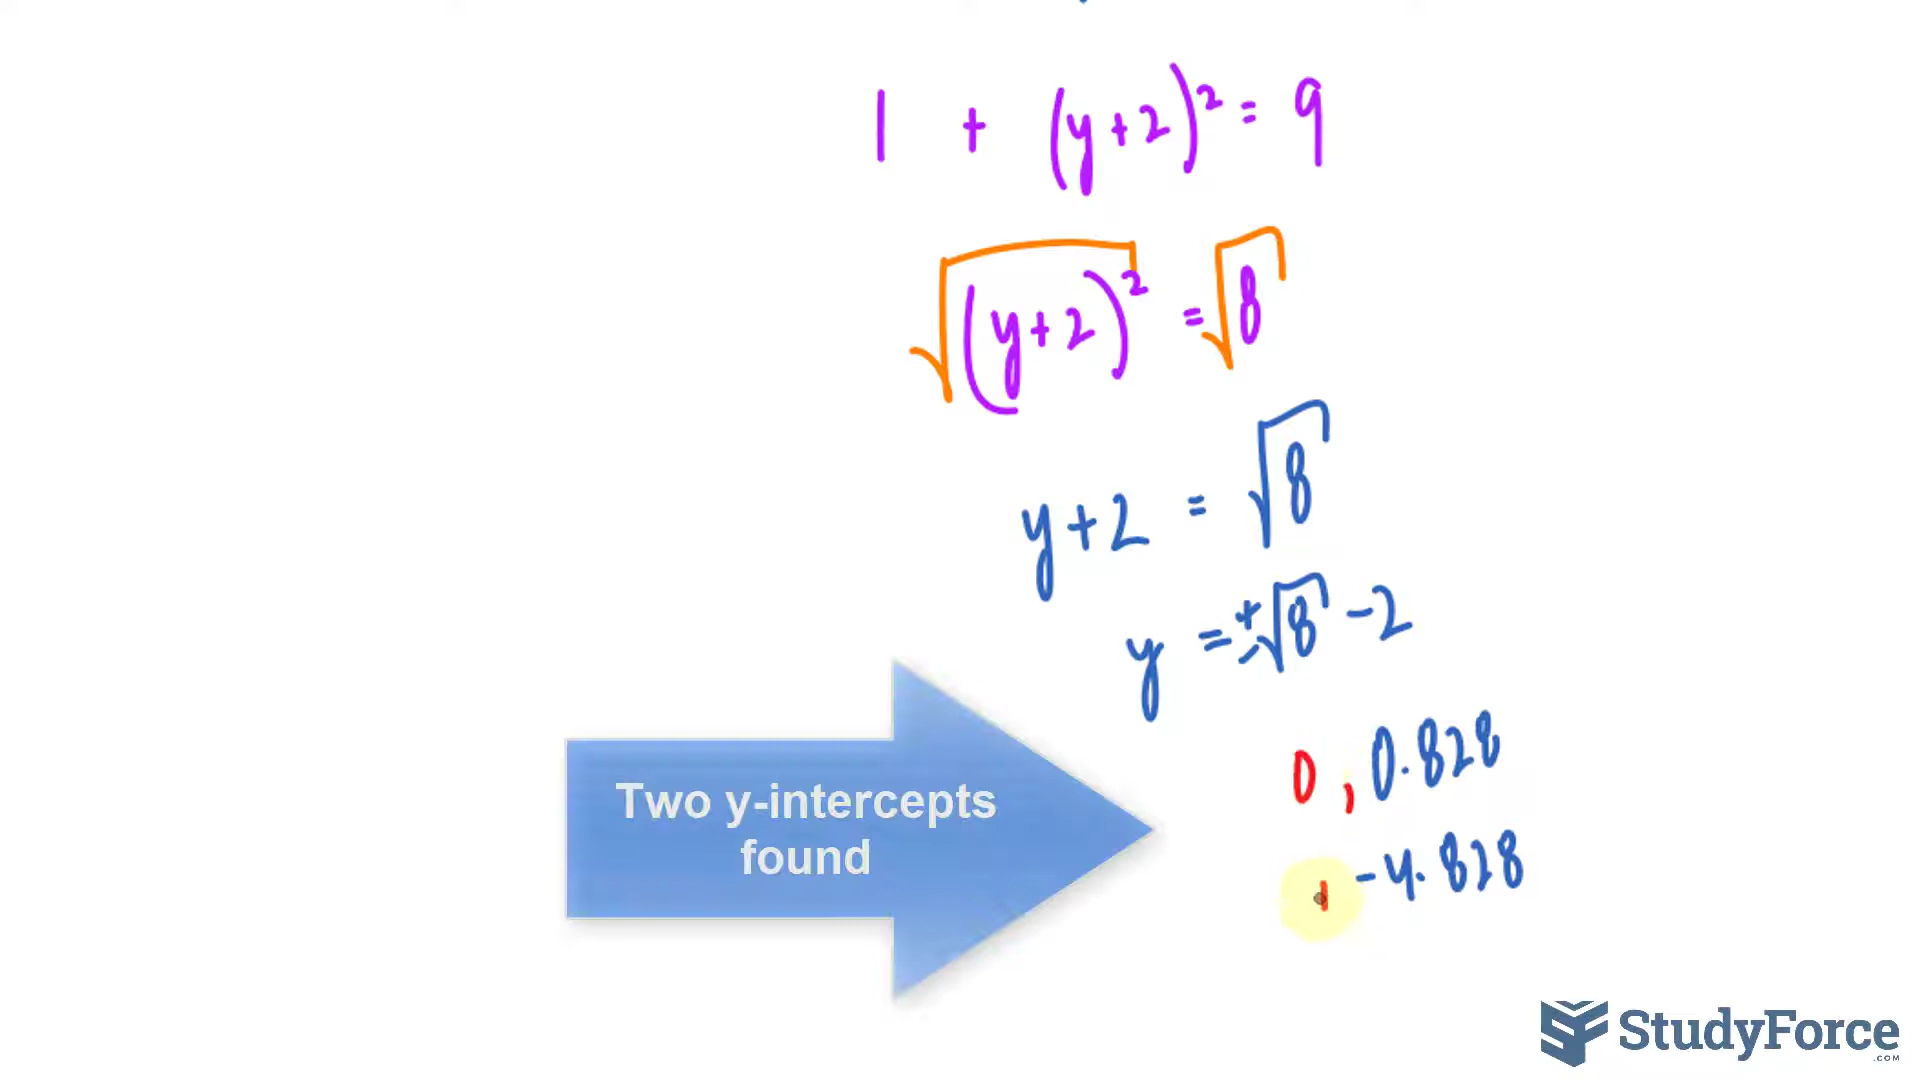 1 + (y+2)² = 9
√(y+2)² = √8
y+2 = √8
y = ±√8 - 2
0 , 0.828
Two y-intercepts
found
-4.828
StudyForce
.COM